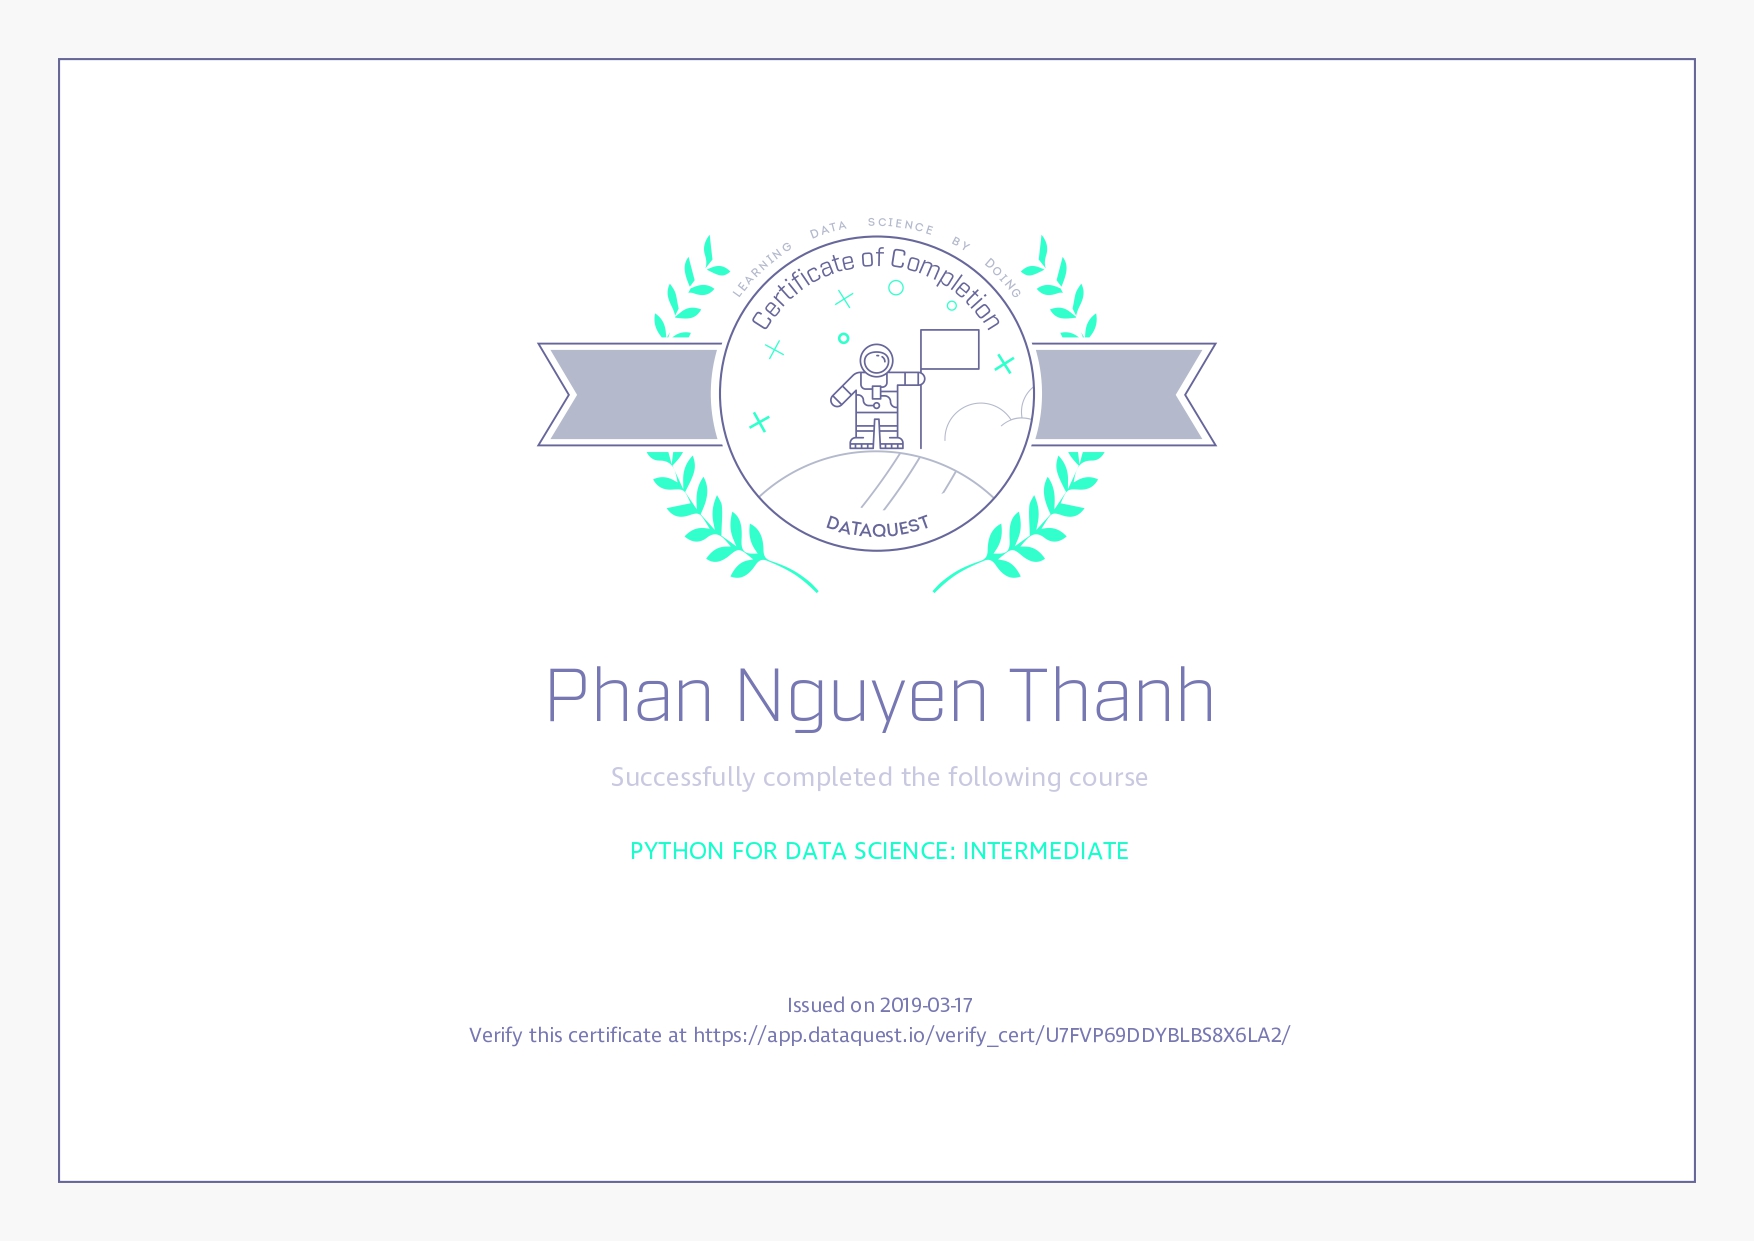 LEARNING DATA SCIENCE BY DOING
Certificate of Completion
DATAQUEST
Phan Nguyen Thanh
Successfully completed the following course
PYTHON FOR DATA SCIENCE: INTERMEDIATE
Issued on 2019-03-17
Verify this certificate at https://app.dataquest.io/verify_cert/U7FVP69DDYBLBS8X6LA2/